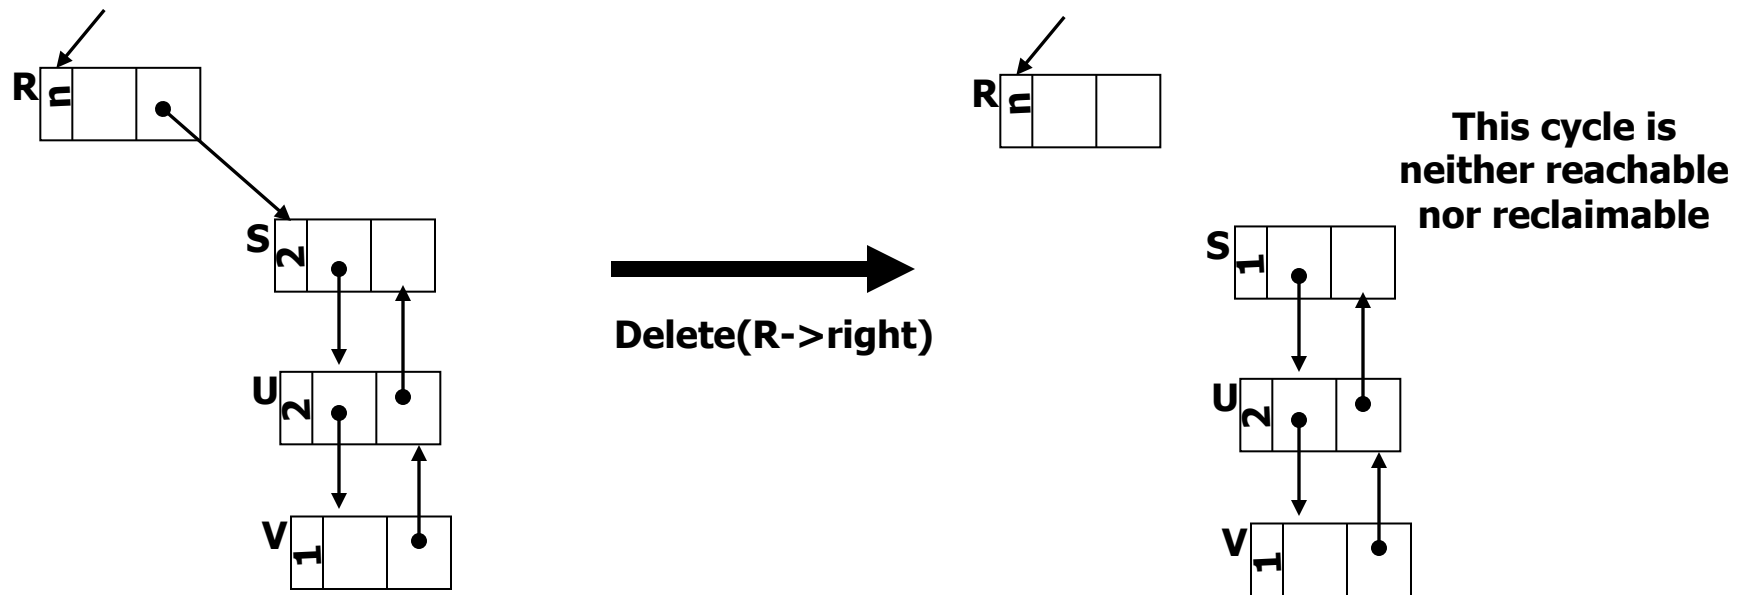 R
n
S
2
U
2
V
1
Delete(R->right)
R
n
This cycle is
neither reachable
nor reclaimable
S
1
U
2
V
1